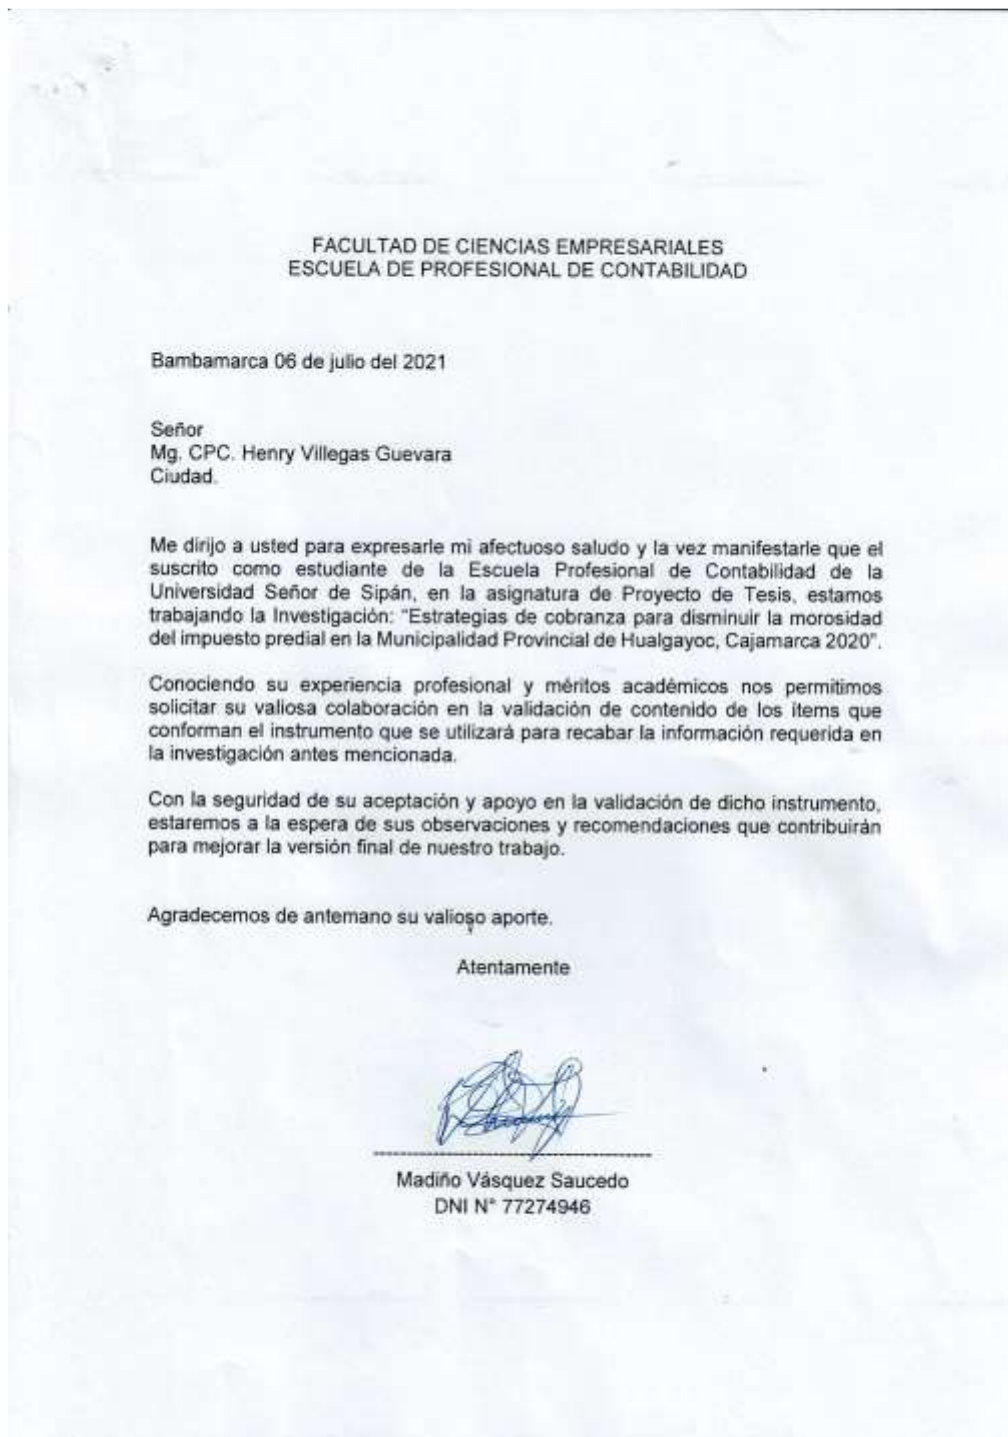 FACULTAD DE CIENCIAS EMPRESARIALES
ESCUELA DE PROFESIONAL DE CONTABILIDAD
Bambamarca 06 de julio del 2021
Señor
Mg. CPC. Henry Villegas Guevara
Ciudad.
Me dirijo a usted para expresarle mi afectuoso saludo y la vez manifestarle que el
suscrito como estudiante de la Escuela Profesional de Contabilidad de la
Universidad Señor de Sipán, en la asignatura de Proyecto de Tesis, estamos
trabajando la Investigación: “Estrategias de cobranza para disminuir la morosidad
del impuesto predial en la Municipalidad Provincial de Hualgayoc, Cajamarca 2020”.
Conociendo su experiencia profesional y méritos académicos nos permitimos
solicitar su valiosa colaboración en la validación de contenido de los ítems que
conforman el instrumento que se utilizará para recabar la información requerida en
la investigación antes mencionada.
Con la seguridad de su aceptación y apoyo en la validación de dicho instrumento,
estaremos a la espera de sus observaciones y recomendaciones que contribuirán
para mejorar la versión final de nuestro trabajo.
Agradecemos de antemano su valioso aporte.
Atentamente
Madiño Vásquez Saucedo
DNI N° 77274946